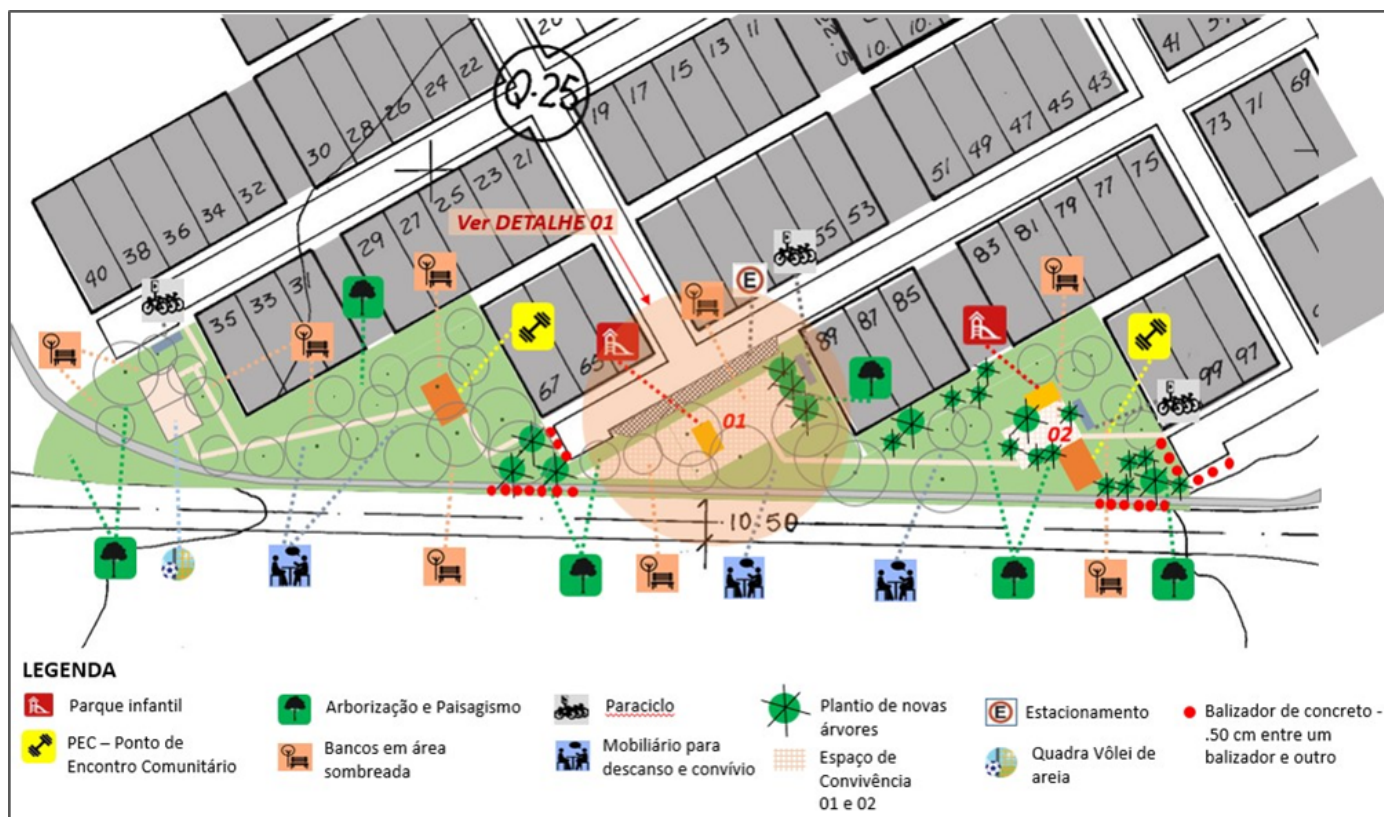 20
Q-25
30 28 26 24 22
40 38 36 34 32
19 17 15 13 11
10. 10.
41
51 49 47 45 43
73 71 69
29 27 25 23 21
Ver DETALHE 01
35 33 31
E
55 53
83 81 79 77 75
67 65
89 87 85
99 97
01
02
10.50
LEGENDA
Parque infantil
PEC – Ponto de
Encontro Comunitário
Arborização e Paisagismo
Bancos em área
sombreada
Paraciclo
Mobiliário para
descanso e convívio
Plantio de novas
árvores
Espaço de
Convivência
01 e 02
E
Estacionamento
Quadra Vôlei de
areia
Balizador de concreto -
.50 cm entre um
balizador e outro